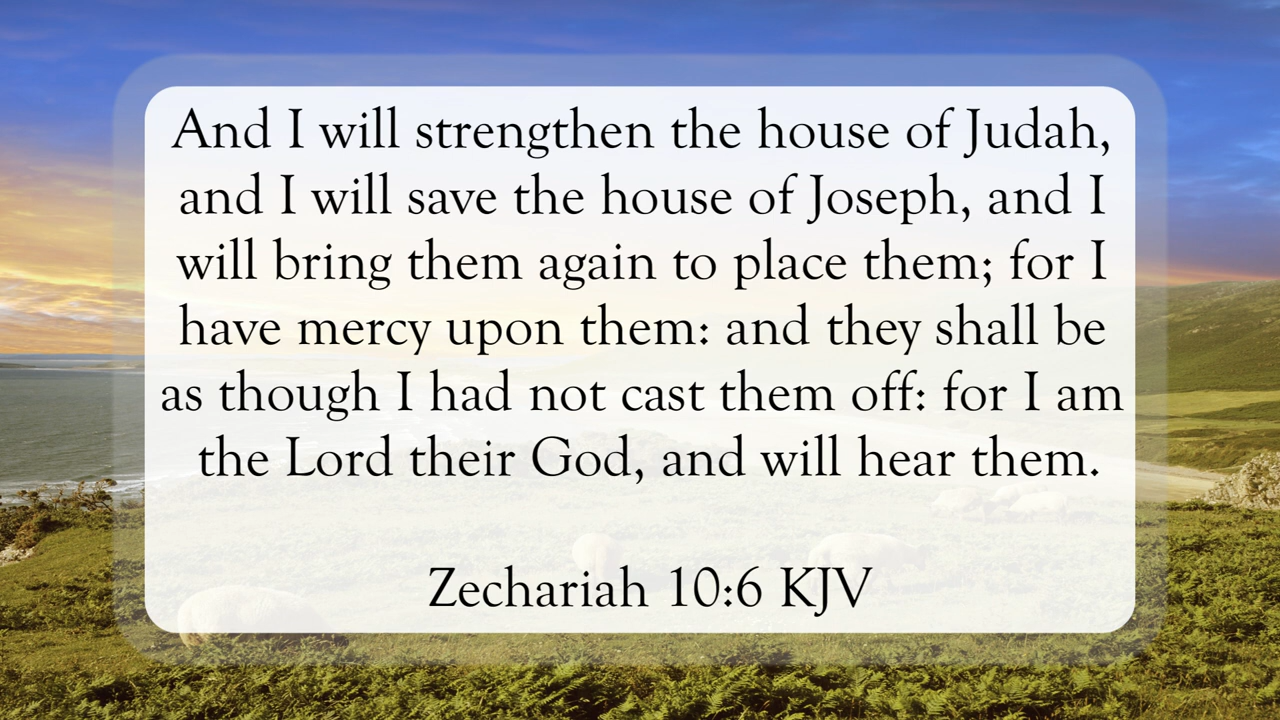 And I will strengthen the house of Judah,
and I will save the house of Joseph, and I
will bring them again to place them; for I
have mercy upon them: and they shall be
as though I had not cast them off: for I am
the Lord their God, and will hear them.
Zechariah 10:6 KJV